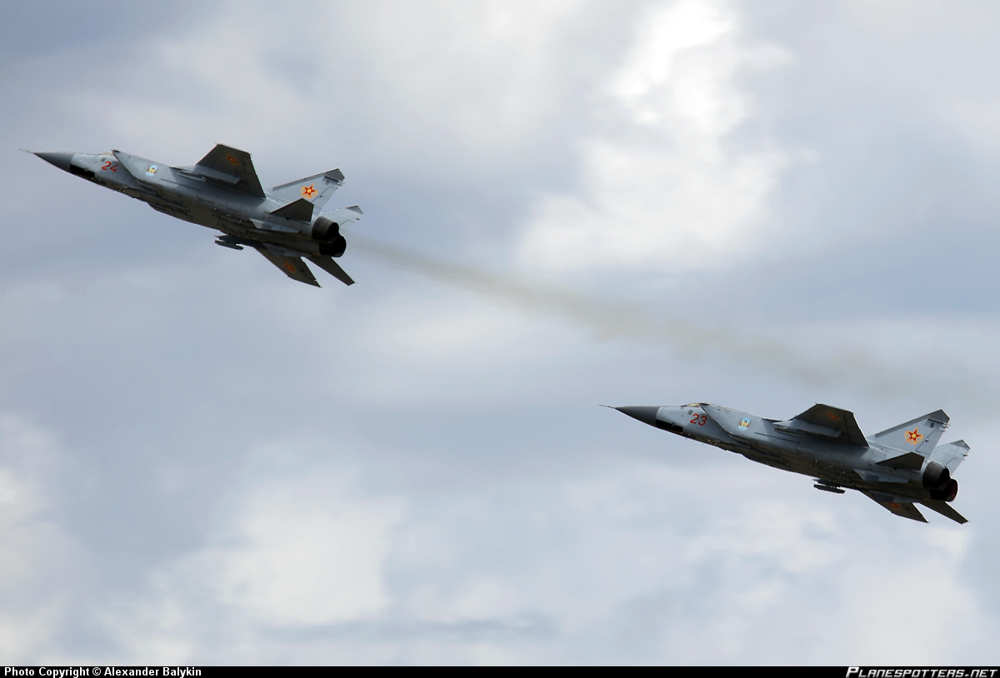 24
23
Photo Copyright © Alexander Balykin
PLANESPOTTERS.NET